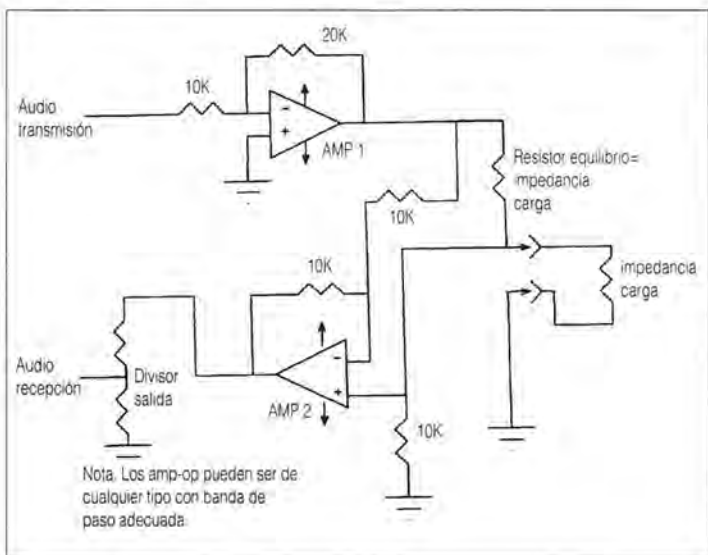 20K
10K
Audio
transmisión
AMP 1
Resistor equilibrio=
impedancia
carga
10K
10K
impedancia
carga
Audio
recepción
Divisor
salida
AMP 2
10K
Nota. Los amp-op pueden ser de
cualquier tipo con banda de
paso adecuada.